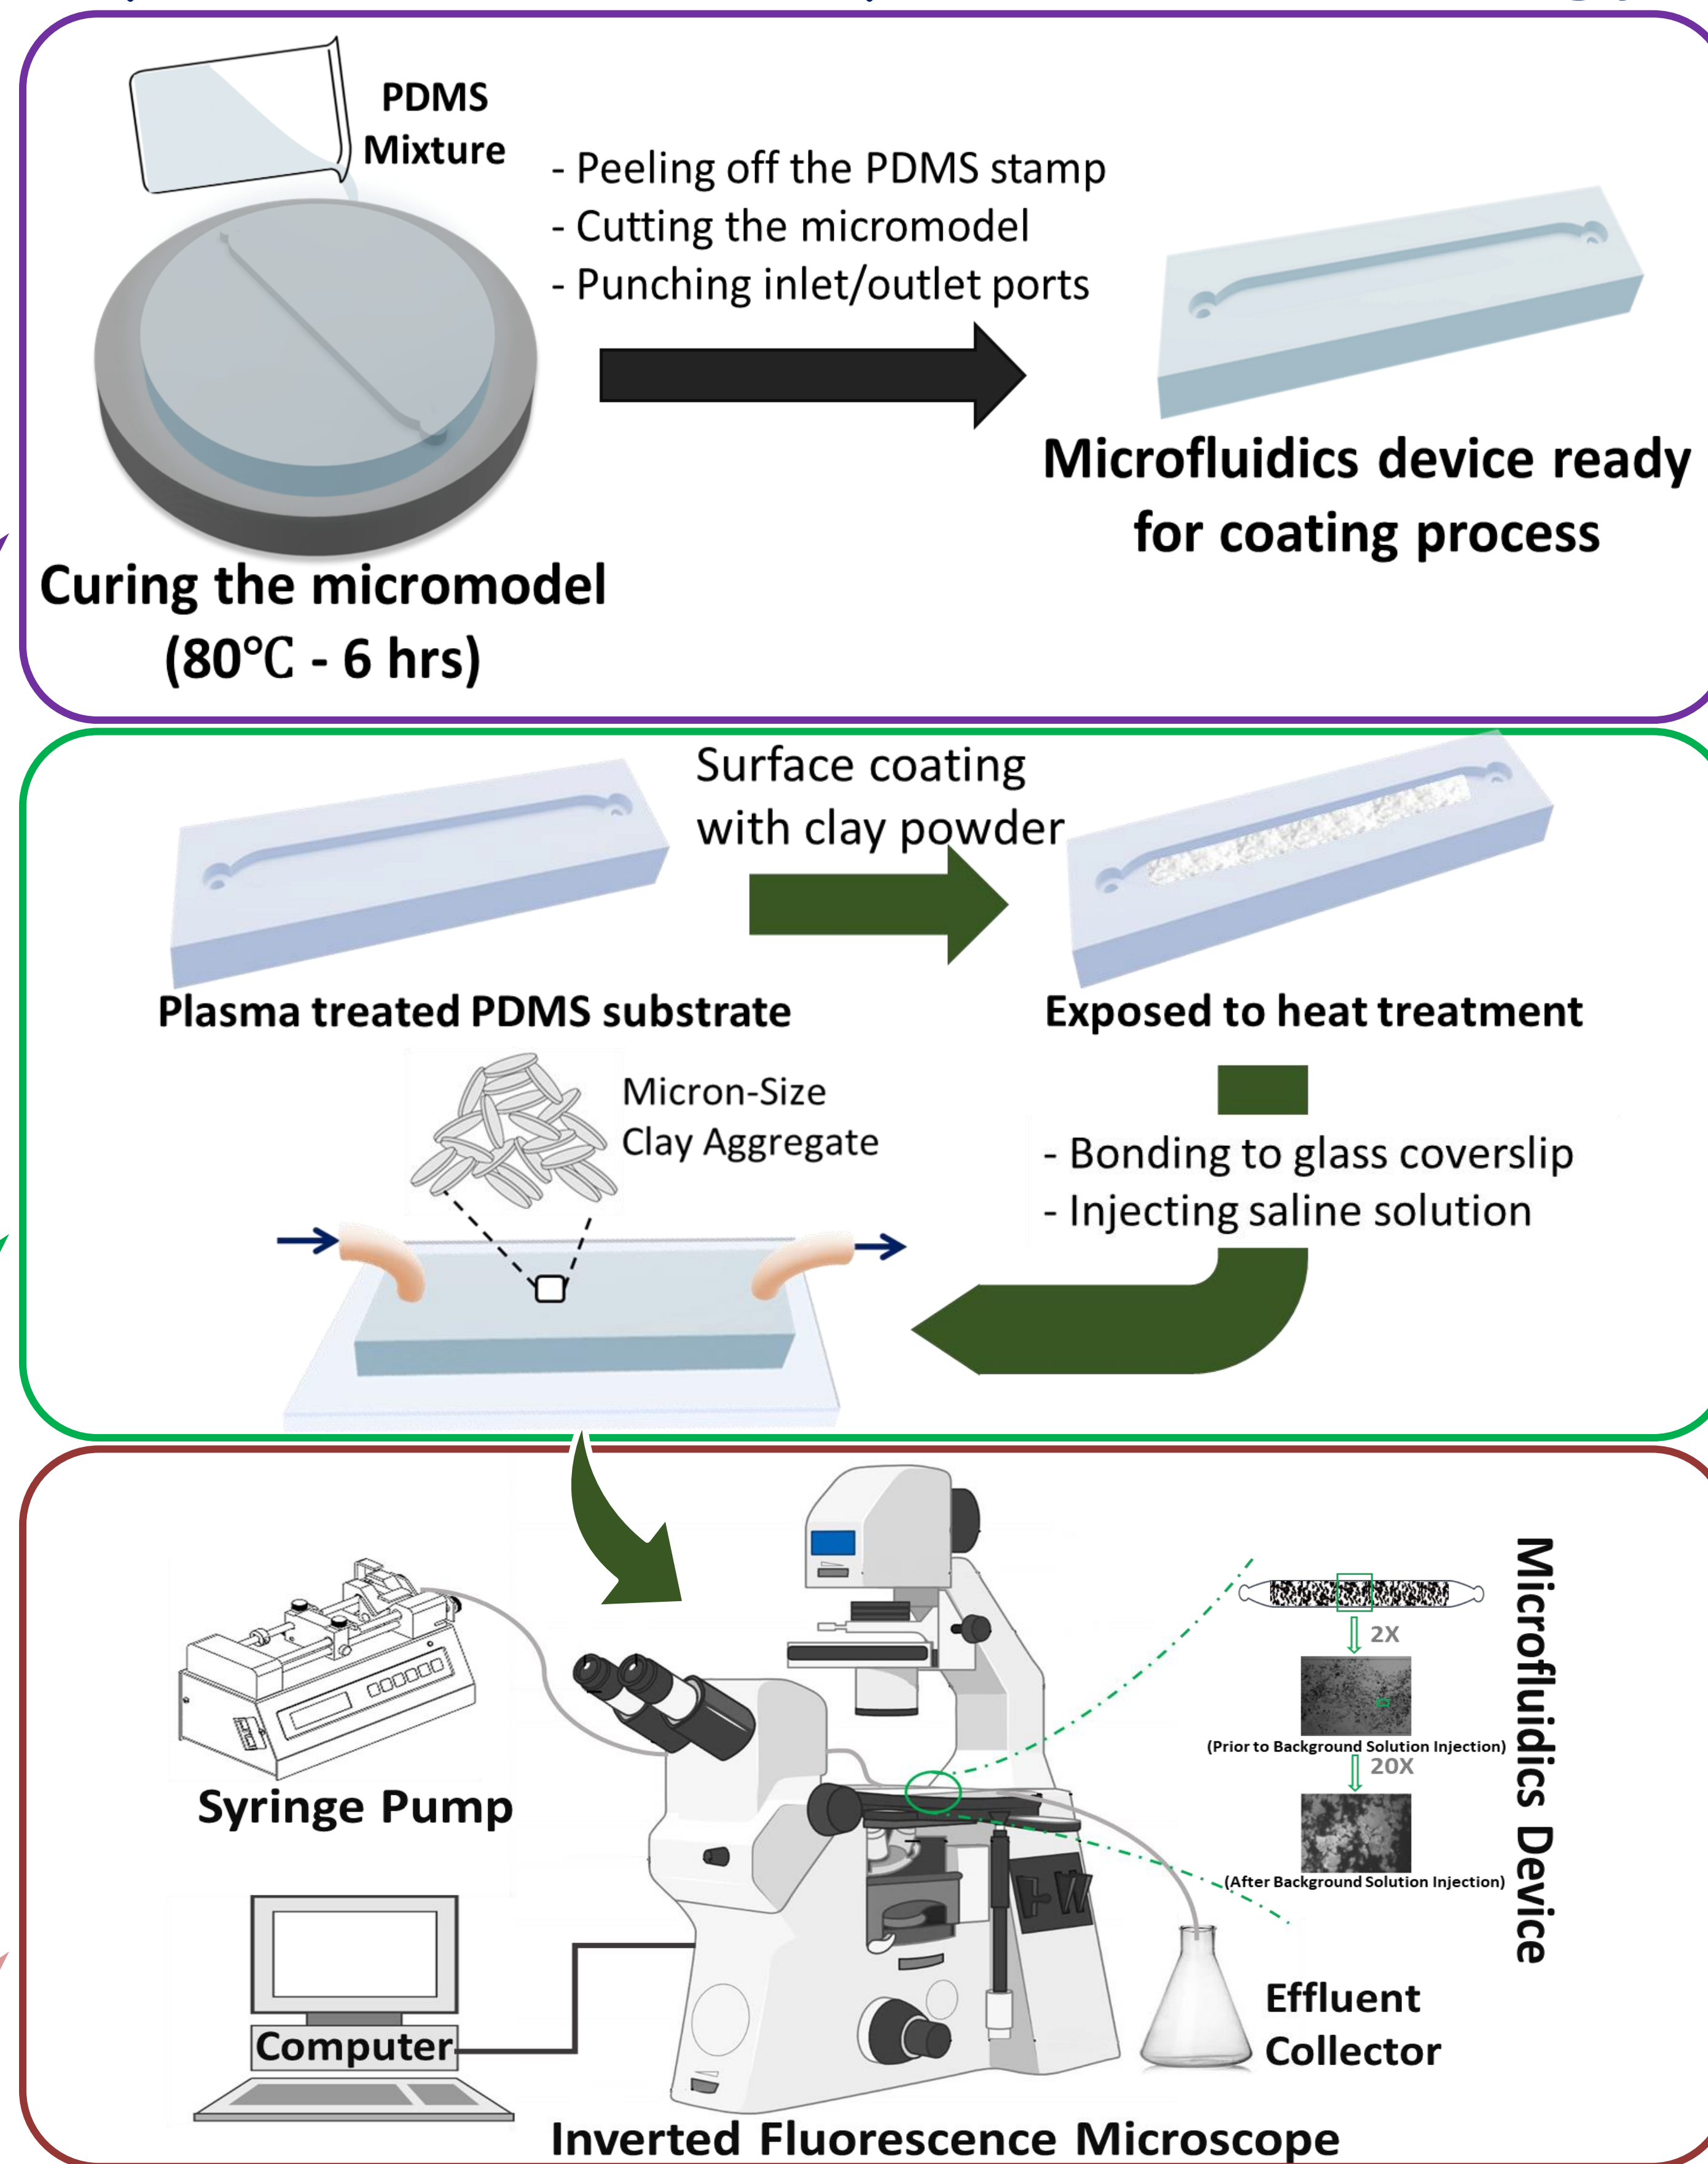 PDMS
Mixture
- Peeling off the PDMS stamp
- Cutting the micromodel
- Punching inlet/outlet ports
Microfluidics device ready
for coating process
Curing the micromodel
(80℃ - 6 hrs)
Surface coating
with clay powder
Plasma treated PDMS substrate
Exposed to heat treatment
Micron-Size
Clay Aggregate
- Bonding to glass coverslip
- Injecting saline solution
Microfluidics Device
2X
(Prior to Background Solution Injection)
20X
(After Background Solution Injection)
Syringe Pump
Computer
Effluent
Collector
Inverted Fluorescence Microscope